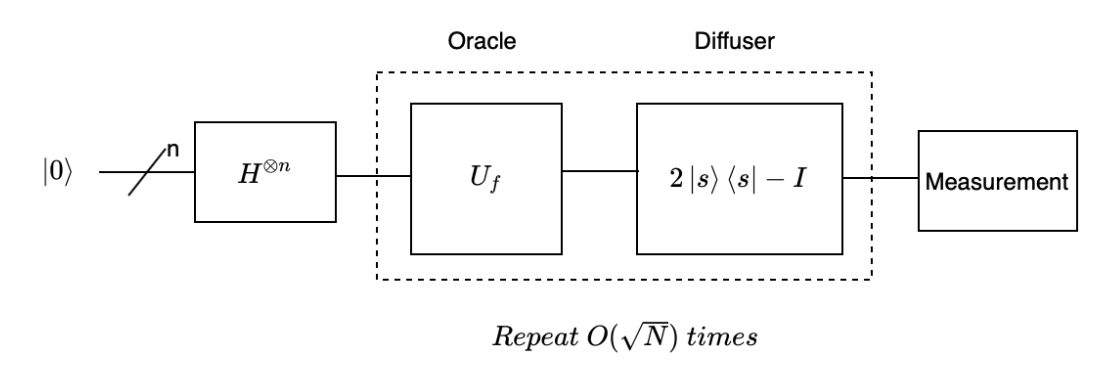 Oracle
Diffuser
|0⟩
n
H^{⊗n}
U_f
2|s⟩⟨s| − I
Measurement
Repeat O(√N) times